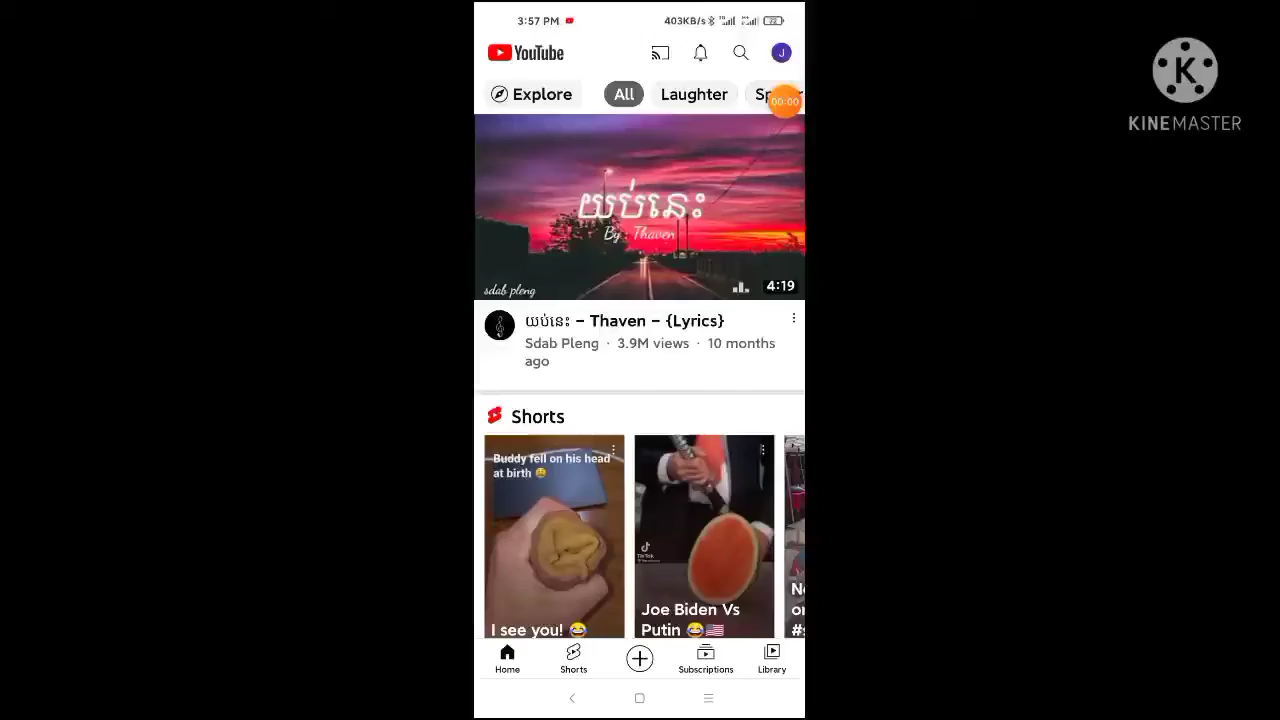 3:57 PM
403KB/s
72
YouTube
J
Explore
All
Laughter
00:00
យប់នេះ
By : Thaven
sdab pleng
4:19
យប់នេះ – Thaven – {Lyrics}
Sdab Pleng · 3.9M views · 10 months
ago
Shorts
Buddy fell on his head
at birth 😫
I see you! 😂
TikTok
Joe Biden Vs
Putin 😂🇺🇸
Home
Shorts
Subscriptions
Library
K
KINEMASTER